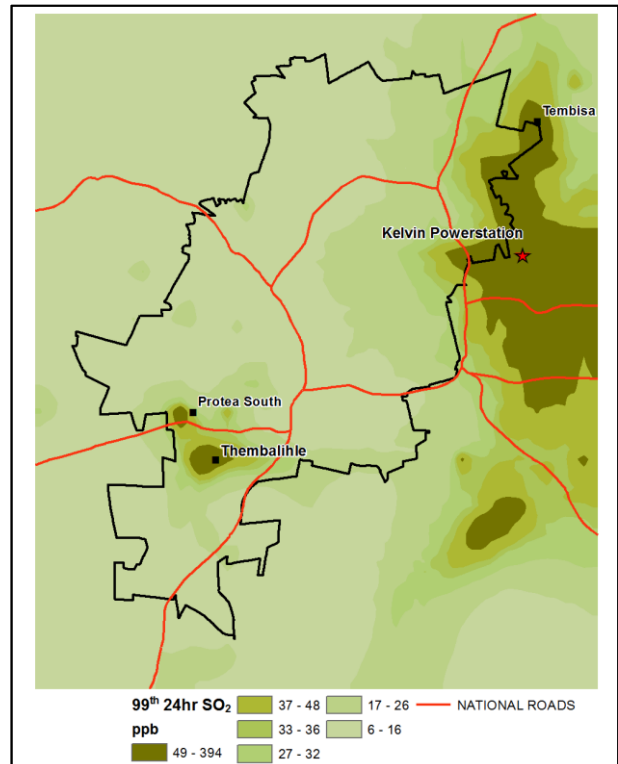 Tembisa
Kelvin Powerstation
Protea South
Thembalihle
99th 24hr SO₂
ppb
49 - 394
37 - 48
33 - 36
27 - 32
17 - 26
6 - 16
NATIONAL ROADS